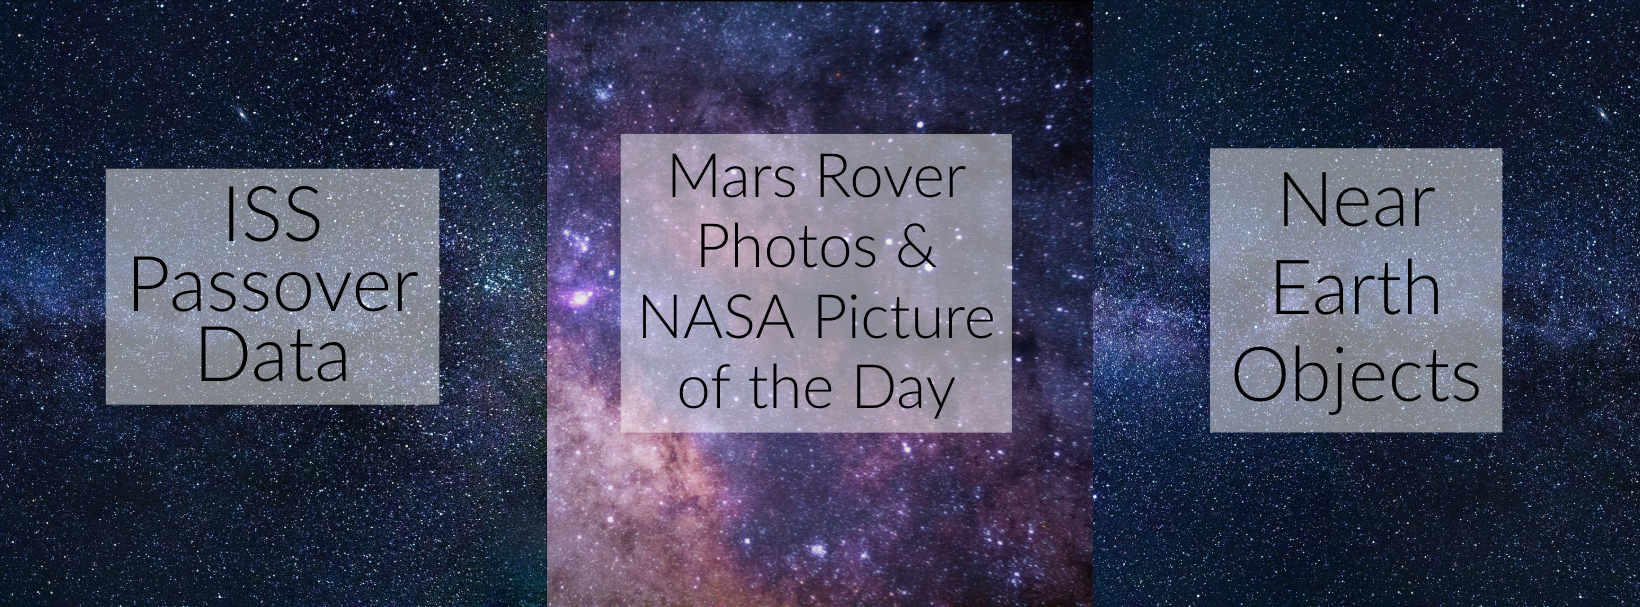 ISS
Passover
Data
Mars Rover
Photos &
NASA Picture
of the Day
Near
Earth
Objects